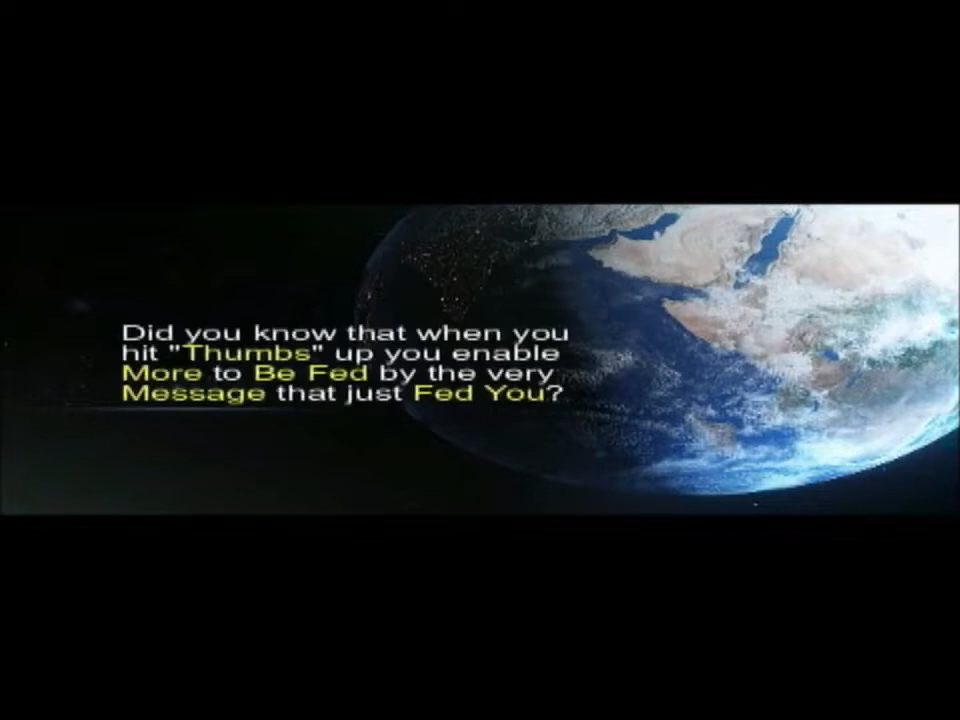 Did you know that when you
hit "Thumbs" up you enable
More to Be Fed by the very
Message that just Fed You?